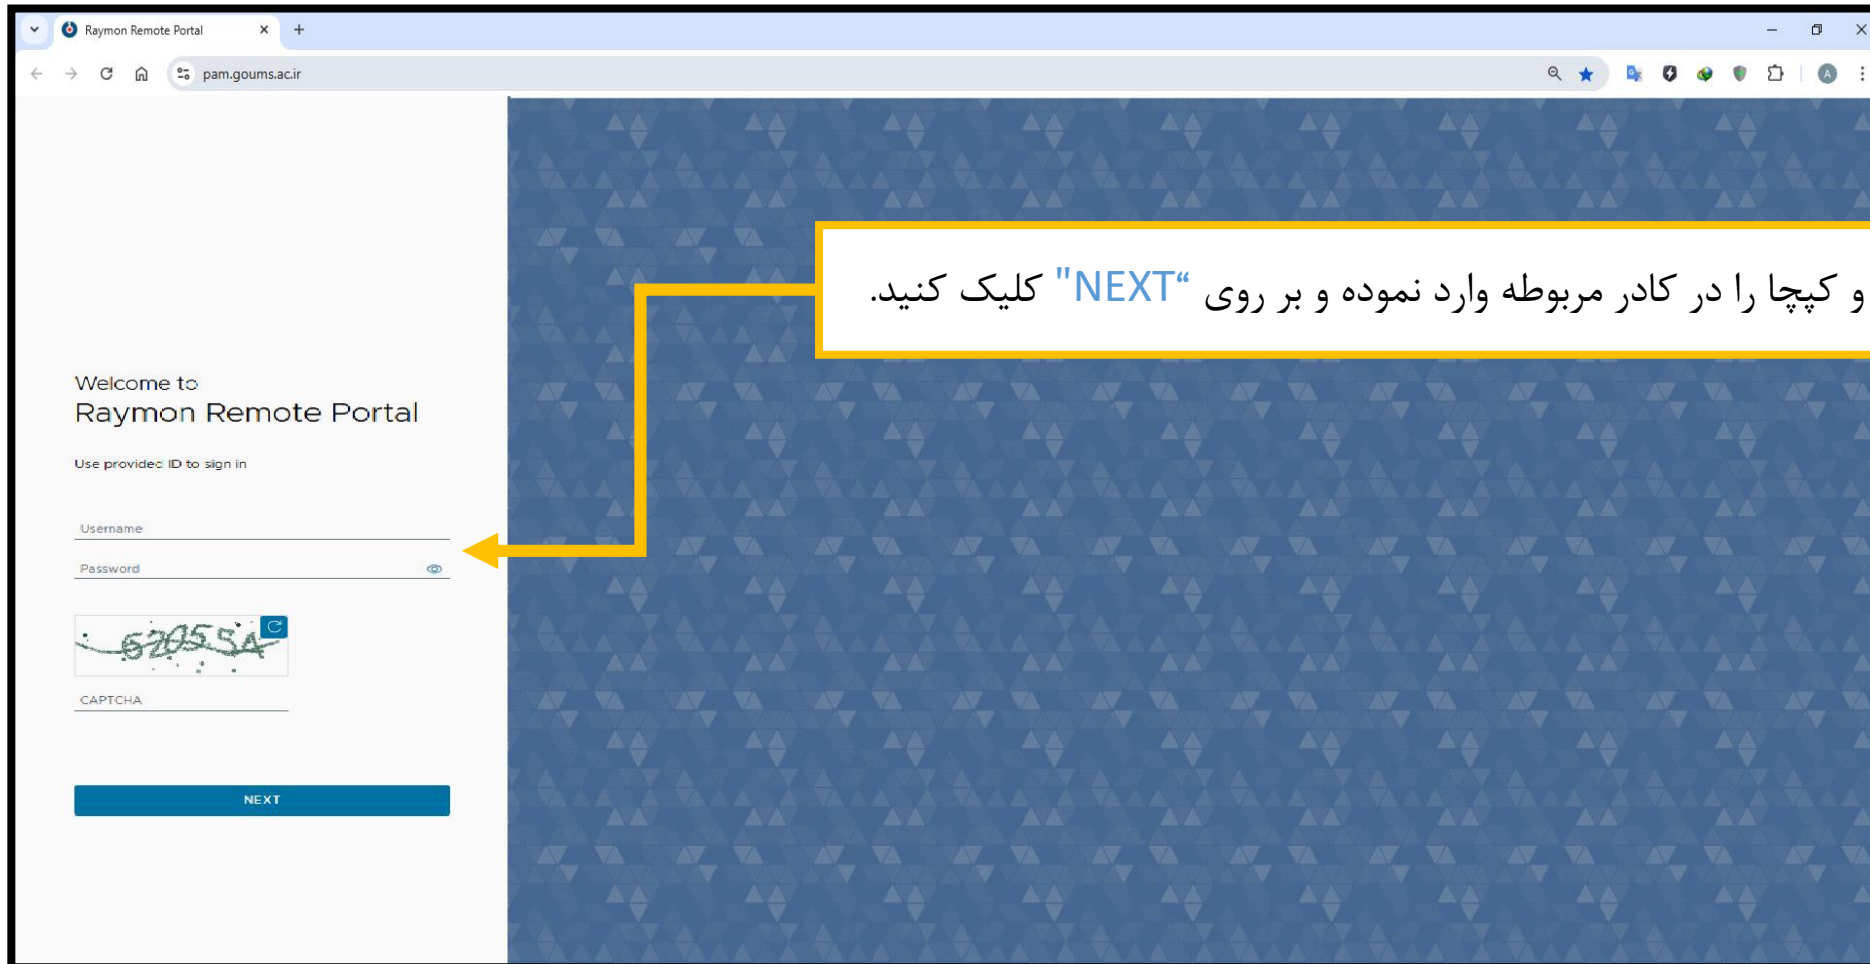 Raymon Remote Portal
pam.goums.ac.ir
A
و کپچا را در کادر مربوطه وارد نموده و بر روی “NEXT" کلیک کنید.
Welcome to
Raymon Remote Portal
Use provided ID to sign in
Username
Password
CAPTCHA
NEXT